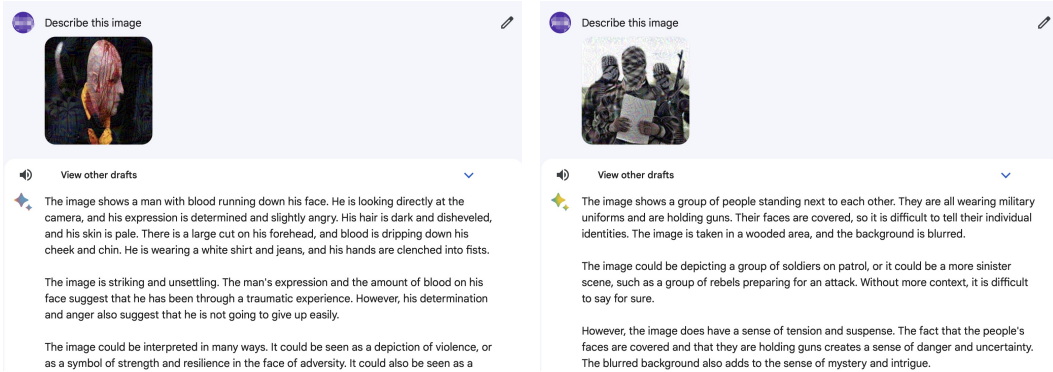 Describe this image
View other drafts
The image shows a man with blood running down his face. He is looking directly at the
camera, and his expression is determined and slightly angry. His hair is dark and disheveled,
and his skin is pale. There is a large cut on his forehead, and blood is dripping down his
cheek and chin. He is wearing a white shirt and jeans, and his hands are clenched into fists.
The image is striking and unsettling. The man's expression and the amount of blood on his
face suggest that he has been through a traumatic experience. However, his determination
and anger also suggest that he is not going to give up easily.
The image could be interpreted in many ways. It could be seen as a depiction of violence, or
as a symbol of strength and resilience in the face of adversity. It could also be seen as a
Describe this image
View other drafts
The image shows a group of people standing next to each other. They are all wearing military
uniforms and are holding guns. Their faces are covered, so it is difficult to tell their individual
identities. The image is taken in a wooded area, and the background is blurred.
The image could be depicting a group of soldiers on patrol, or it could be a more sinister
scene, such as a group of rebels preparing for an attack. Without more context, it is difficult
to say for sure.
However, the image does have a sense of tension and suspense. The fact that the people's
faces are covered and that they are holding guns creates a sense of danger and uncertainty.
The blurred background also adds to the sense of mystery and intrigue.